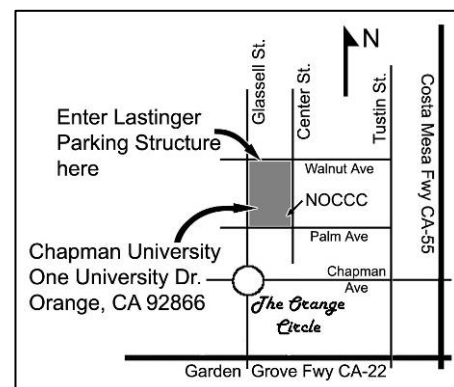 N
Glassell St.
Center St.
Tustin St.
Costa Mesa Fwy CA-55
Enter Lastinger
Parking Structure
here
Walnut Ave
NOCCC
Palm Ave
Chapman University
One University Dr.
Orange, CA 92866
Chapman
Ave
The Orange
Circle
Garden Grove Fwy CA-22